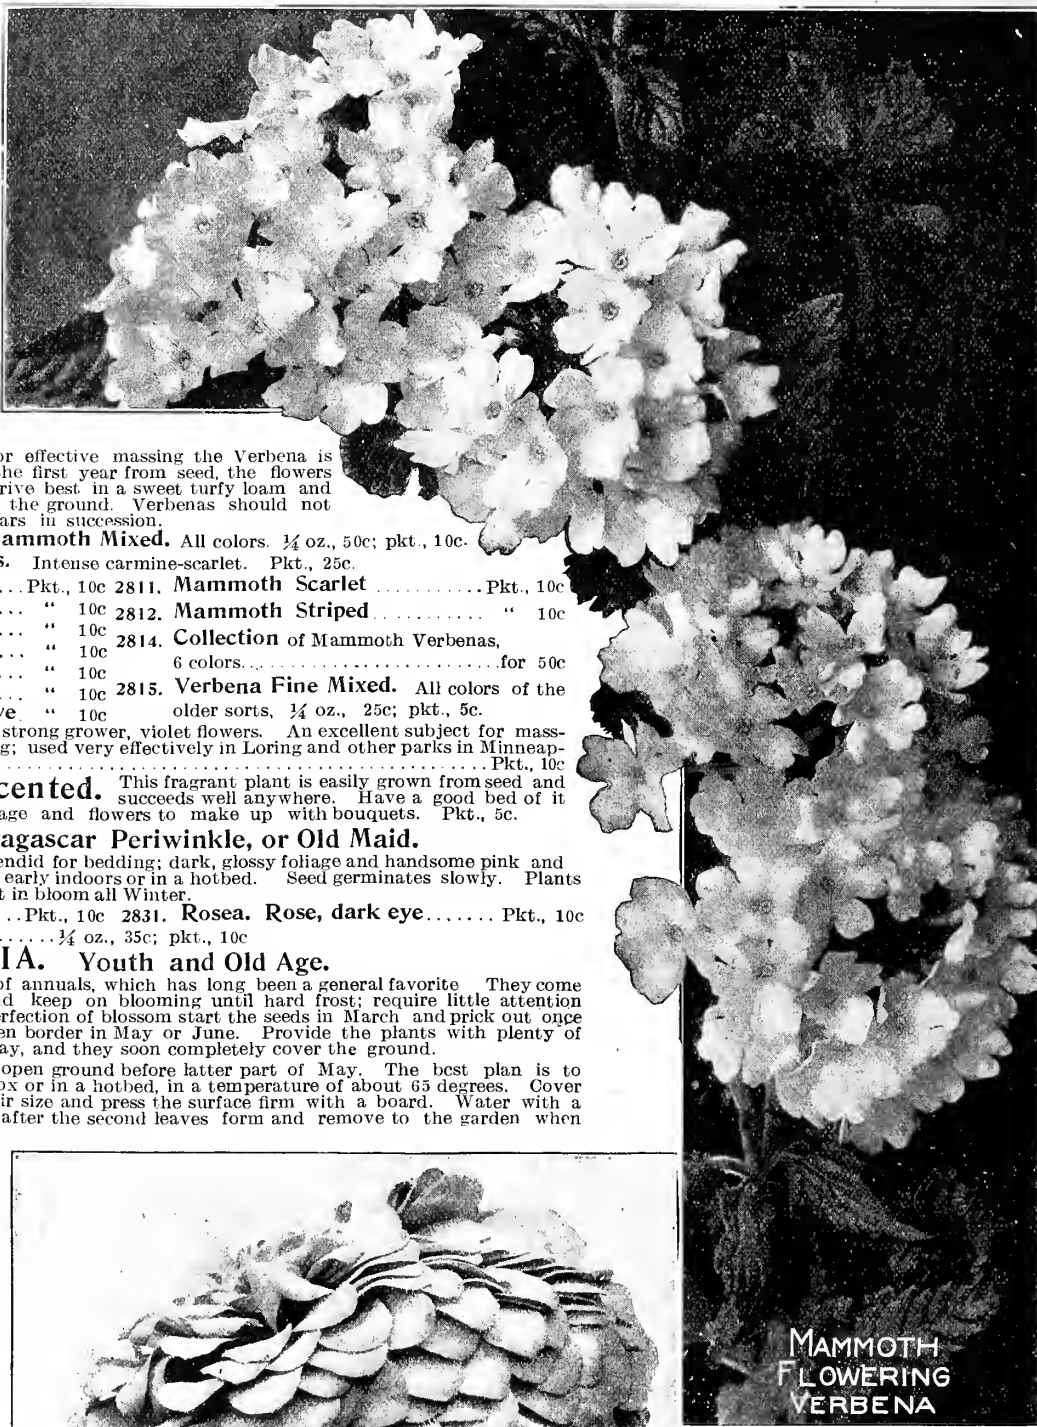 or effective massing the Verbena is
he first year from seed, the flowers
rive best in a sweet turfy loam and
the ground. Verbenas should not
ars in succession.
ammoth Mixed. All colors. ¼ oz., 50c; pkt., 10c.
s. Intense carmine-scarlet. Pkt., 25c.
...Pkt., 10c 2811. Mammoth Scarlet ...........Pkt., 10c
... “ 10c 2812. Mammoth Striped........... “ 10c
... “ 10c
... “ 10c 2814. Collection of Mammoth Verbenas,
... “ 10c 6 colors..........................for 50c
... “ 10c 2815. Verbena Fine Mixed. All colors of the
ve. “ 10c older sorts, ¼ oz., 25c; pkt., 5c.
strong grower, violet flowers. An excellent subject for mass-
g; used very effectively in Loring and other parks in Minneap-
..................................................Pkt., 10c
cented. This fragrant plant is easily grown from seed and
succeeds well anywhere. Have a good bed of it
age and flowers to make up with bouquets. Pkt., 5c.
agascar Periwinkle, or Old Maid.
endid for bedding; dark, glossy foliage and handsome pink and
early indoors or in a hotbed. Seed germinates slowly. Plants
t in bloom all Winter.
..Pkt., 10c 2831. Rosea. Rose, dark eye....... Pkt., 10c
......¼ oz., 35c; pkt., 10c
IA. Youth and Old Age.
of annuals, which has long been a general favorite They come
d keep on blooming until hard frost; require little attention
erfection of blossom start the seeds in March and prick out once
en border in May or June. Provide the plants with plenty of
ay, and they soon completely cover the ground.
open ground before latter part of May. The best plan is to
ox or in a hotbed, in a temperature of about 65 degrees. Cover
ir size and press the surface firm with a board. Water with a
after the second leaves form and remove to the garden when
MAMMOTH
FLOWERING
VERBENA